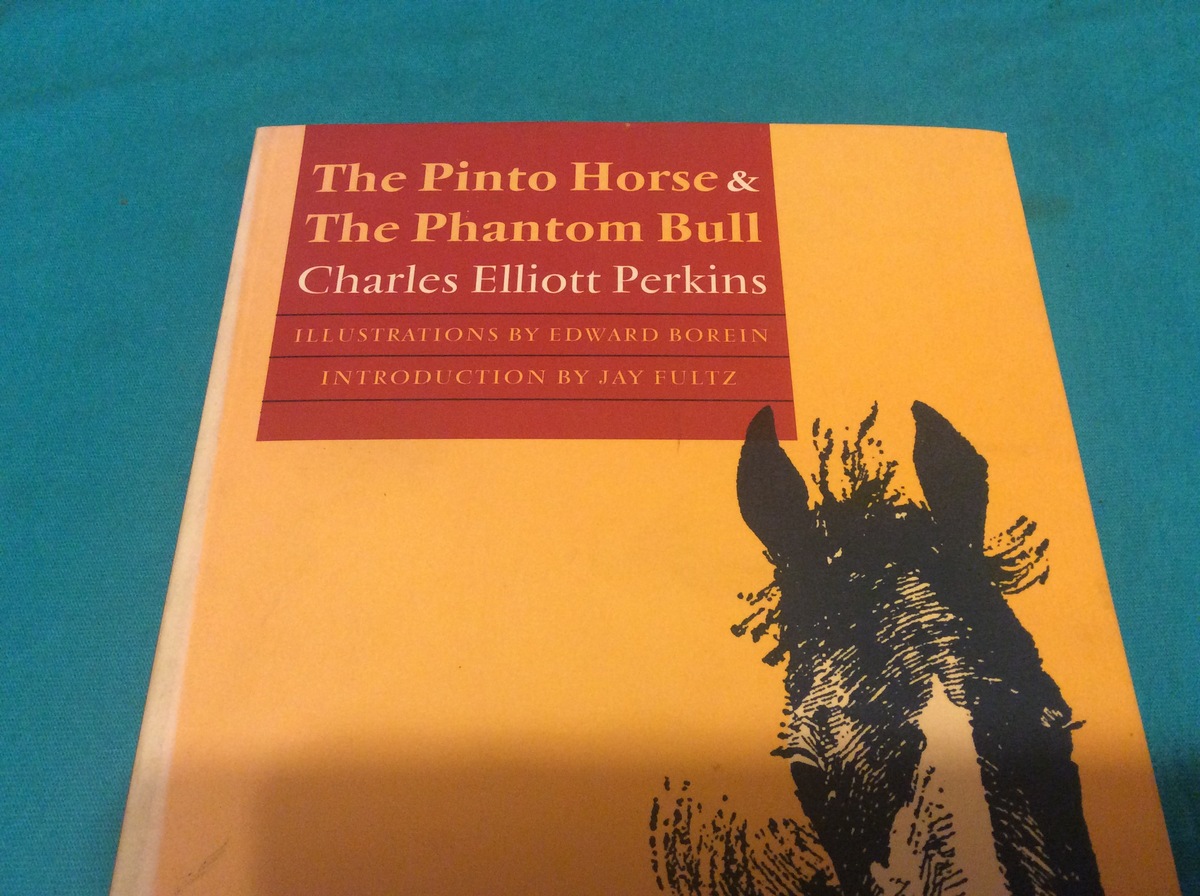 The Pinto Horse &
The Phantom Bull
Charles Elliott Perkins
ILLUSTRATIONS BY EDWARD BOREIN
INTRODUCTION BY JAY FULTZ